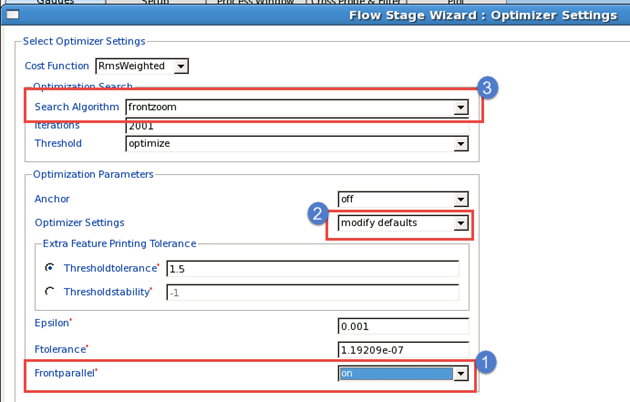 Gauges Setup Process Window Cross Probe & Filter Plot
Flow Stage Wizard : Optimizer Settings
Select Optimizer Settings
Cost Function RmsWeighted
Optimization Search
3
Search Algorithm frontzoom
Iterations 2001
Threshold optimize
Optimization Parameters
Anchor off
2
Optimizer Settings modify defaults
Extra Feature Printing Tolerance
Thresholdtolerance* 1.5
Thresholdstability* -1
Epsilon* 0.001
Ftolerance* 1.19209e-07
1
Frontparallel* on